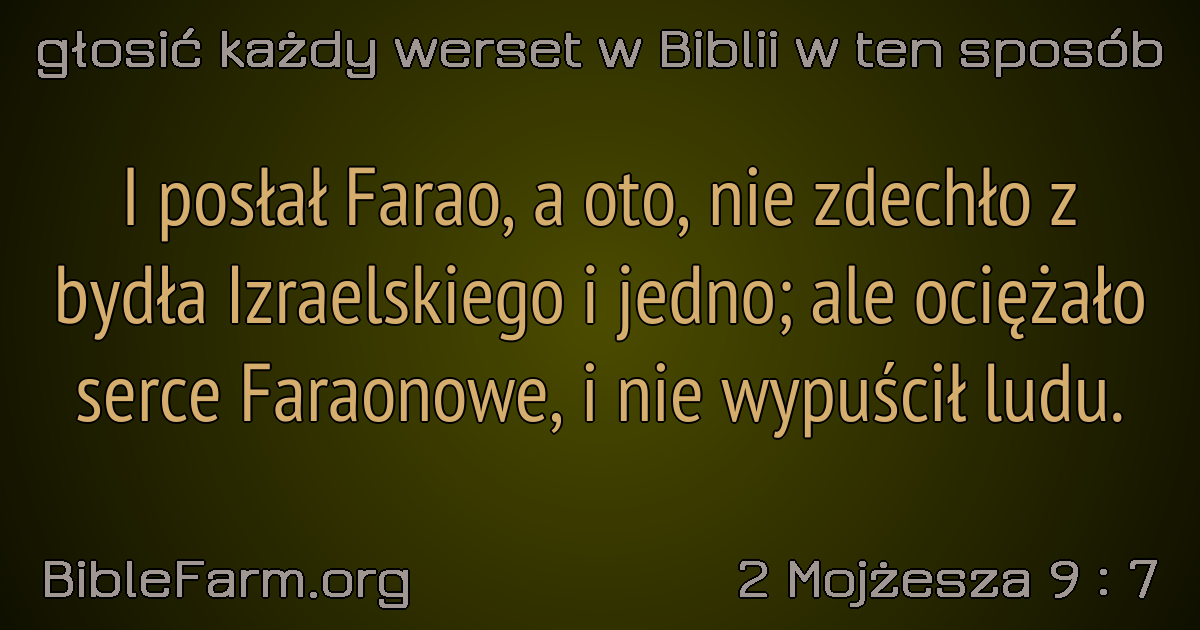 głosić każdy werset w Biblii w ten sposób
I posłał Farao, a oto, nie zdechło z
bydła Izraelskiego i jedno; ale ociężało
serce Faraonowe, i nie wypuścił ludu.
BibleFarm.org
2 Mojżesza 9 : 7